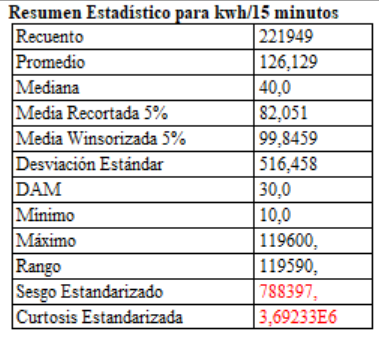 Resumen Estadístico para kwh/15 minutos
Recuento 221949
Promedio 126,129
Mediana 40,0
Media Recortada 5% 82,051
Media Winsorizada 5% 99,8459
Desviación Estándar 516,458
DAM 30,0
Mínimo 10,0
Máximo 119600,
Rango 119590,
Sesgo Estandarizado 788397,
Curtosis Estandarizada 3,69233E6